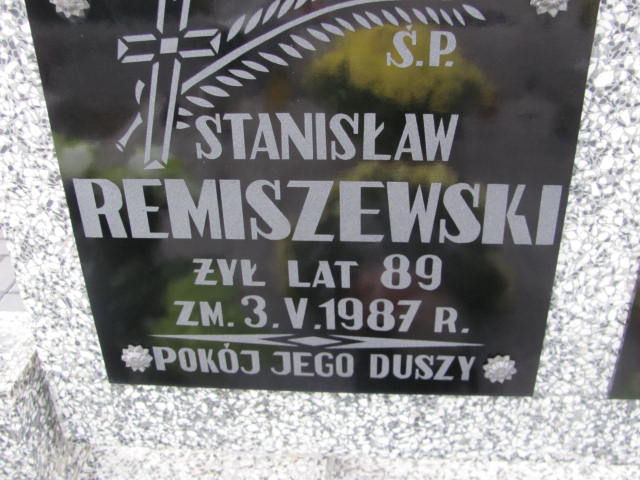 Ś.P.
STANISŁAW
REMISZEWSKI
ŻYŁ LAT 89
ZM. 3.V.1987 R.
POKÓJ JEGO DUSZY